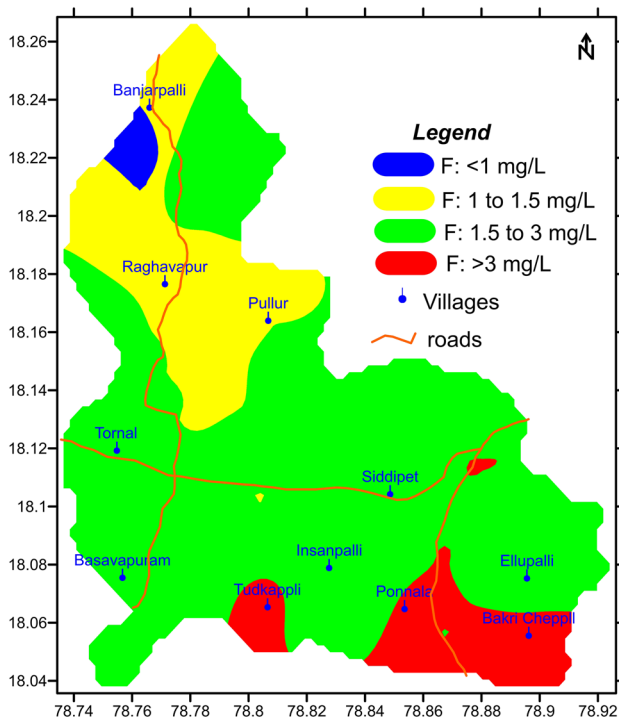 18.26
18.24
18.22
18.2
18.18
18.16
18.14
18.12
18.1
18.08
18.06
18.04
78.74
78.76
78.78
78.8
78.82
78.84
78.86
78.88
78.9
78.92
N
Legend
F: <1 mg/L
F: 1 to 1.5 mg/L
F: 1.5 to 3 mg/L
F: >3 mg/L
Villages
roads
Banjarpalli
Raghavapur
Pullur
Tornal
Siddipet
Basavapuram
Insanpalli
Ellupalli
Tudkappli
Ponnala
Bakri Cheppll